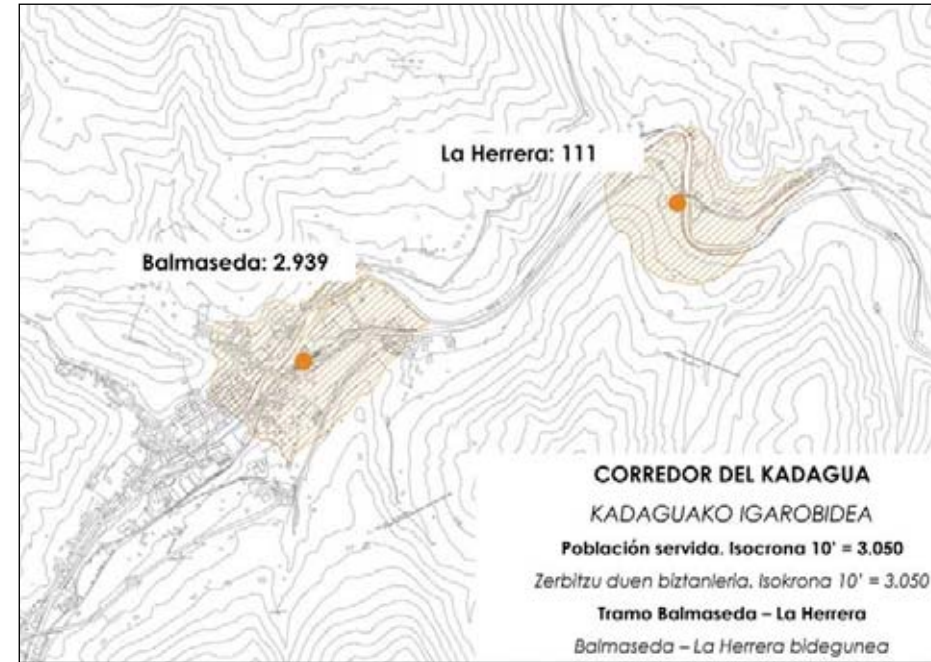 La Herrera: 111
Balmaseda: 2.939
CORREDOR DEL KADAGUA
KADAGUAKO IGAROBIDEA
Población servida. Isocrona 10' = 3.050
Zerbitzu duen biztanleria. Isokrona 10' = 3.050
Tramo Balmaseda – La Herrera
Balmaseda – La Herrera bidegunea